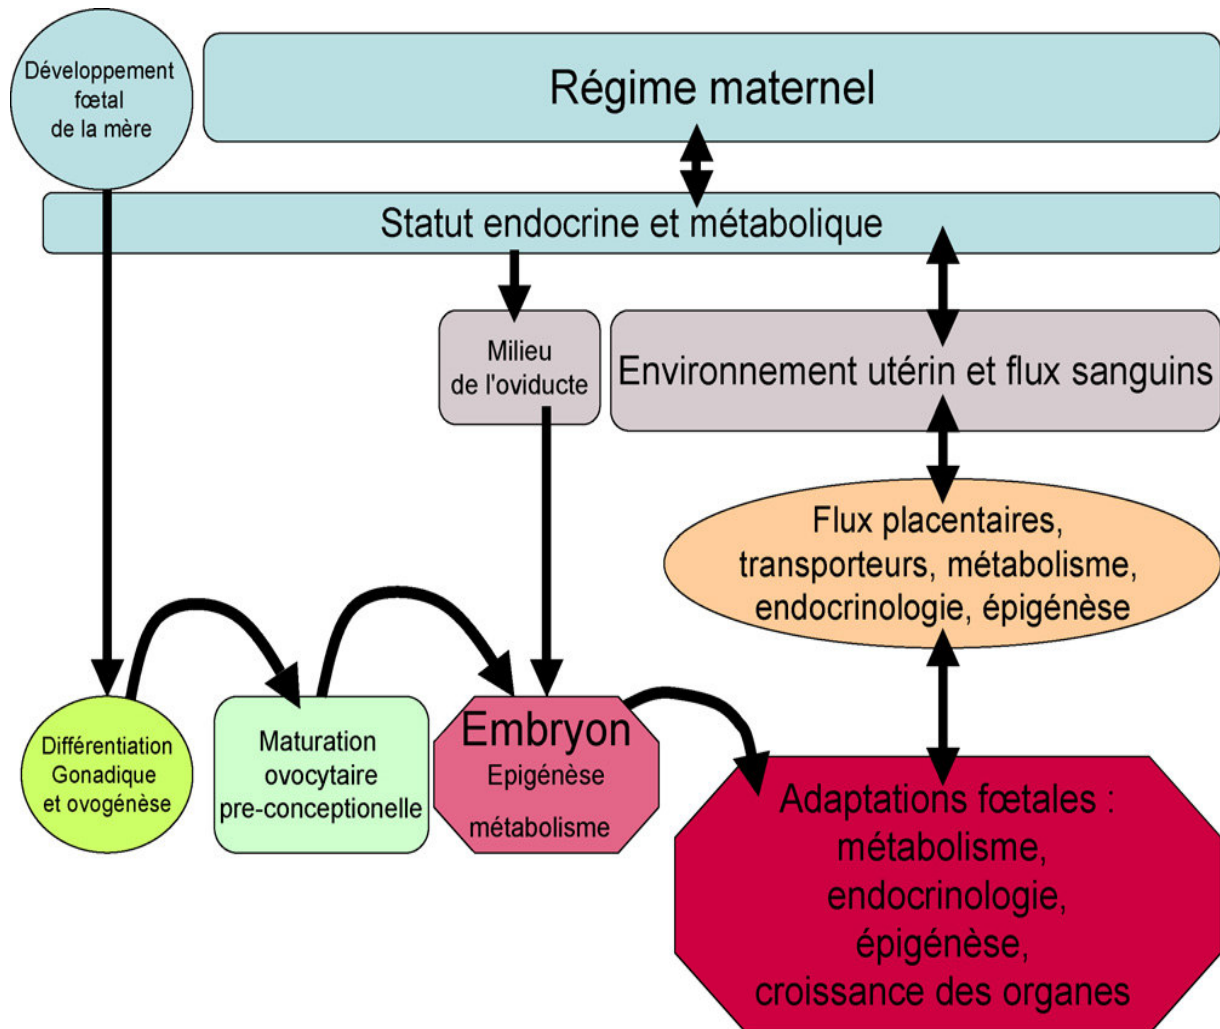 Développement
fœtal
de la mère
Régime maternel
Statut endocrine et métabolique
Milieu
de l'oviducte
Environnement utérin et flux sanguins
Flux placentaires,
transporteurs, métabolisme,
endocrinologie, épigénèse
Différentiation
Gonadique
et ovogénèse
Maturation
ovocytaire
pre-conceptionelle
Embryon
Epigénèse
métabolisme
Adaptations fœtales :
métabolisme,
endocrinologie,
épigénèse,
croissance des organes